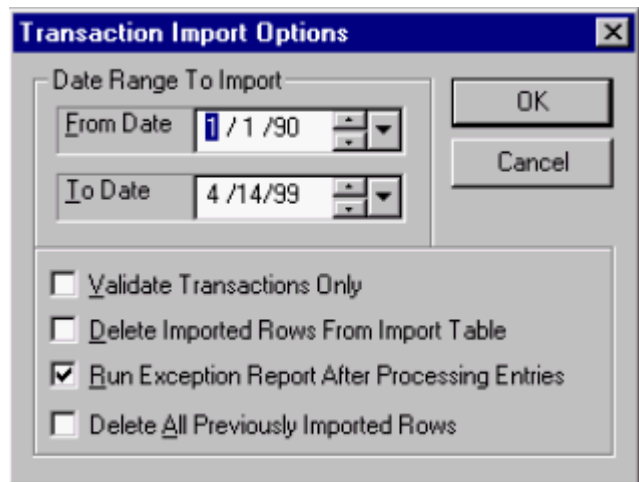 Transaction Import Options
Date Range To Import
From Date 1 / 1 /90
OK
To Date 4 /14/99
Cancel
Validate Transactions Only
Delete Imported Rows From Import Table
Run Exception Report After Processing Entries
Delete All Previously Imported Rows